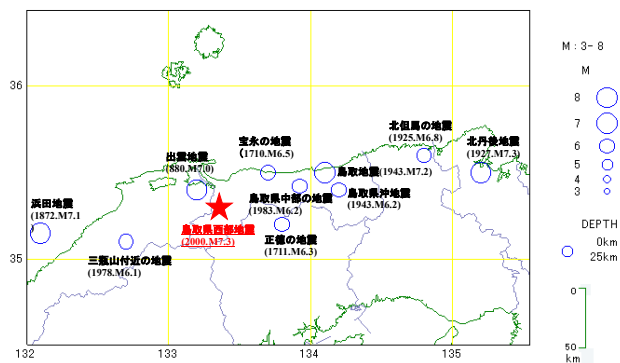 M : 3- 8
M
8
7
6
5
4
3
DEPTH
0km
25km
0
50
km
36
35
132
133
134
135
北但馬の地震
(1925.M6.8)
北丹後地震
(1927.M7.3)
宝永の地震
(1710.M6.5)
出雲地震
(880.M7.0)
鳥取地震(1943.M7.2)
鳥取県中部の地震
(1983.M6.2)
鳥取県沖地震
(1943.M6.2)
浜田地震
(1872.M7.1
鳥取県西部地震
(2000.M7.3)
正徳の地震
(1711.M6.3)
三瓶山付近の地震
(1978.M6.1)